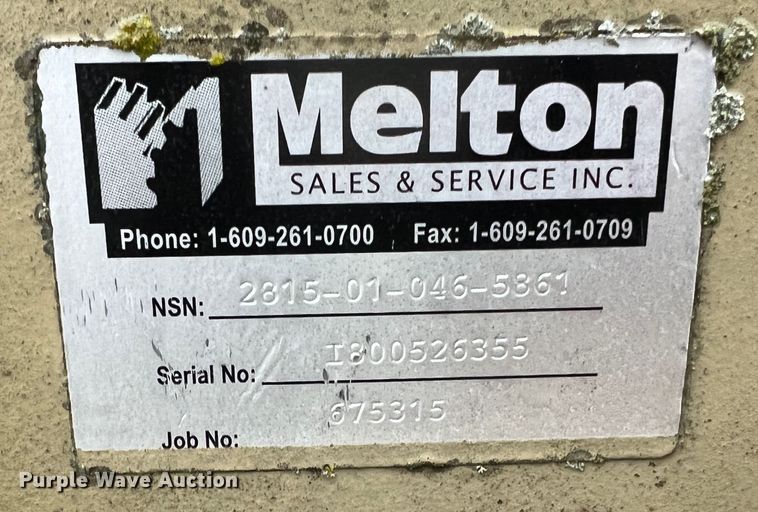 Melton
SALES & SERVICE INC.
Phone: 1-609-261-0700 Fax: 1-609-261-0709
NSN: 2815-01-046-5861
Serial No: I800526355
Job No: 675315
Purple Wave Auction